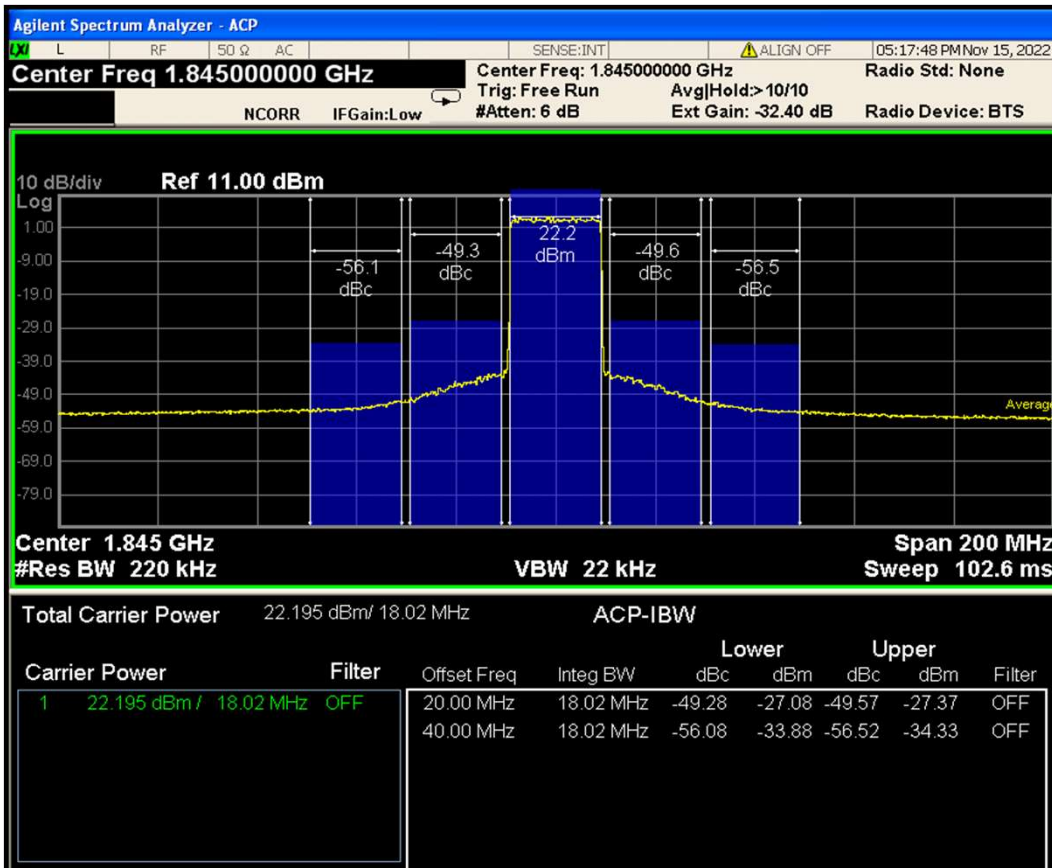 Agilent Spectrum Analyzer - ACP
LXI L RF 50 Ω AC SENSE:INT ALIGN OFF 05:17:48 PM Nov 15, 2022
Center Freq 1.845000000 GHz
Center Freq: 1.845000000 GHz Radio Std: None
Trig: Free Run Avg|Hold:> 10/10
NCORR IFGain:Low #Atten: 6 dB Ext Gain: -32.40 dB Radio Device: BTS
10 dB/div Ref 11.00 dBm
Log
1.00
-9.00
-19.0
-29.0
-39.0
-49.0
-59.0
-69.0
-79.0
-56.1
dBc
-49.3
dBc
22.2
dBm
-49.6
dBc
-56.5
dBc
Average
Center 1.845 GHz Span 200 MHz
#Res BW 220 kHz VBW 22 kHz Sweep 102.6 ms
Total Carrier Power 22.195 dBm/ 18.02 MHz ACP-IBW
Lower Upper
Carrier Power Filter Offset Freq Integ BW dBc dBm dBc dBm Filter
1 22.195 dBm / 18.02 MHz OFF 20.00 MHz 18.02 MHz -49.28 -27.08 -49.57 -27.37 OFF
40.00 MHz 18.02 MHz -56.08 -33.88 -56.52 -34.33 OFF